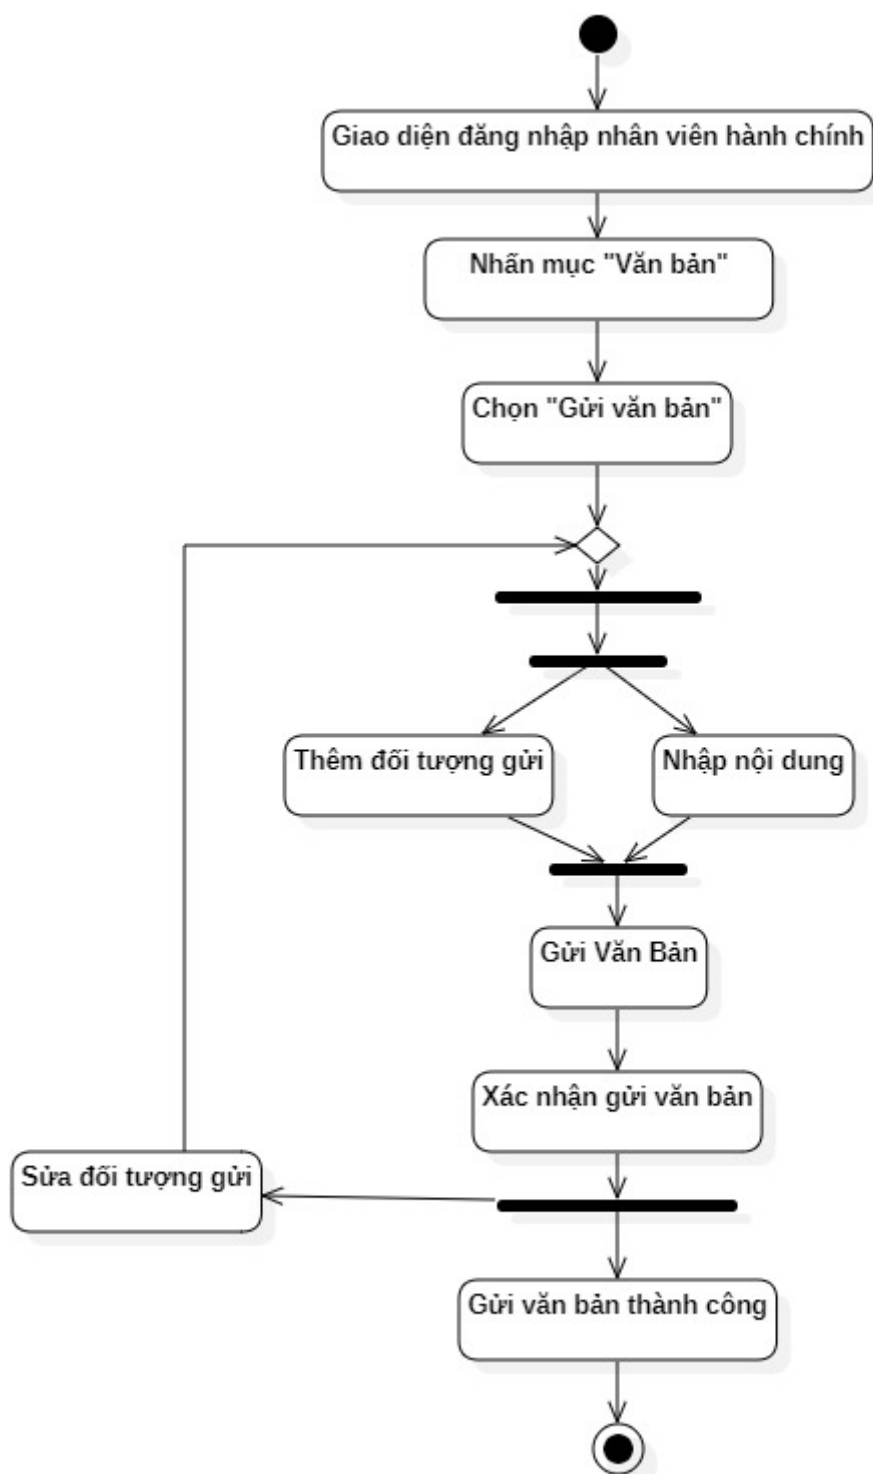 Giao diện đăng nhập nhân viên hành chính
Nhấn mục "Văn bản"
Chọn "Gửi văn bản"
Thêm đối tượng gửi
Nhập nội dung
Gửi Văn Bản
Xác nhận gửi văn bản
Sửa đối tượng gửi
Gửi văn bản thành công